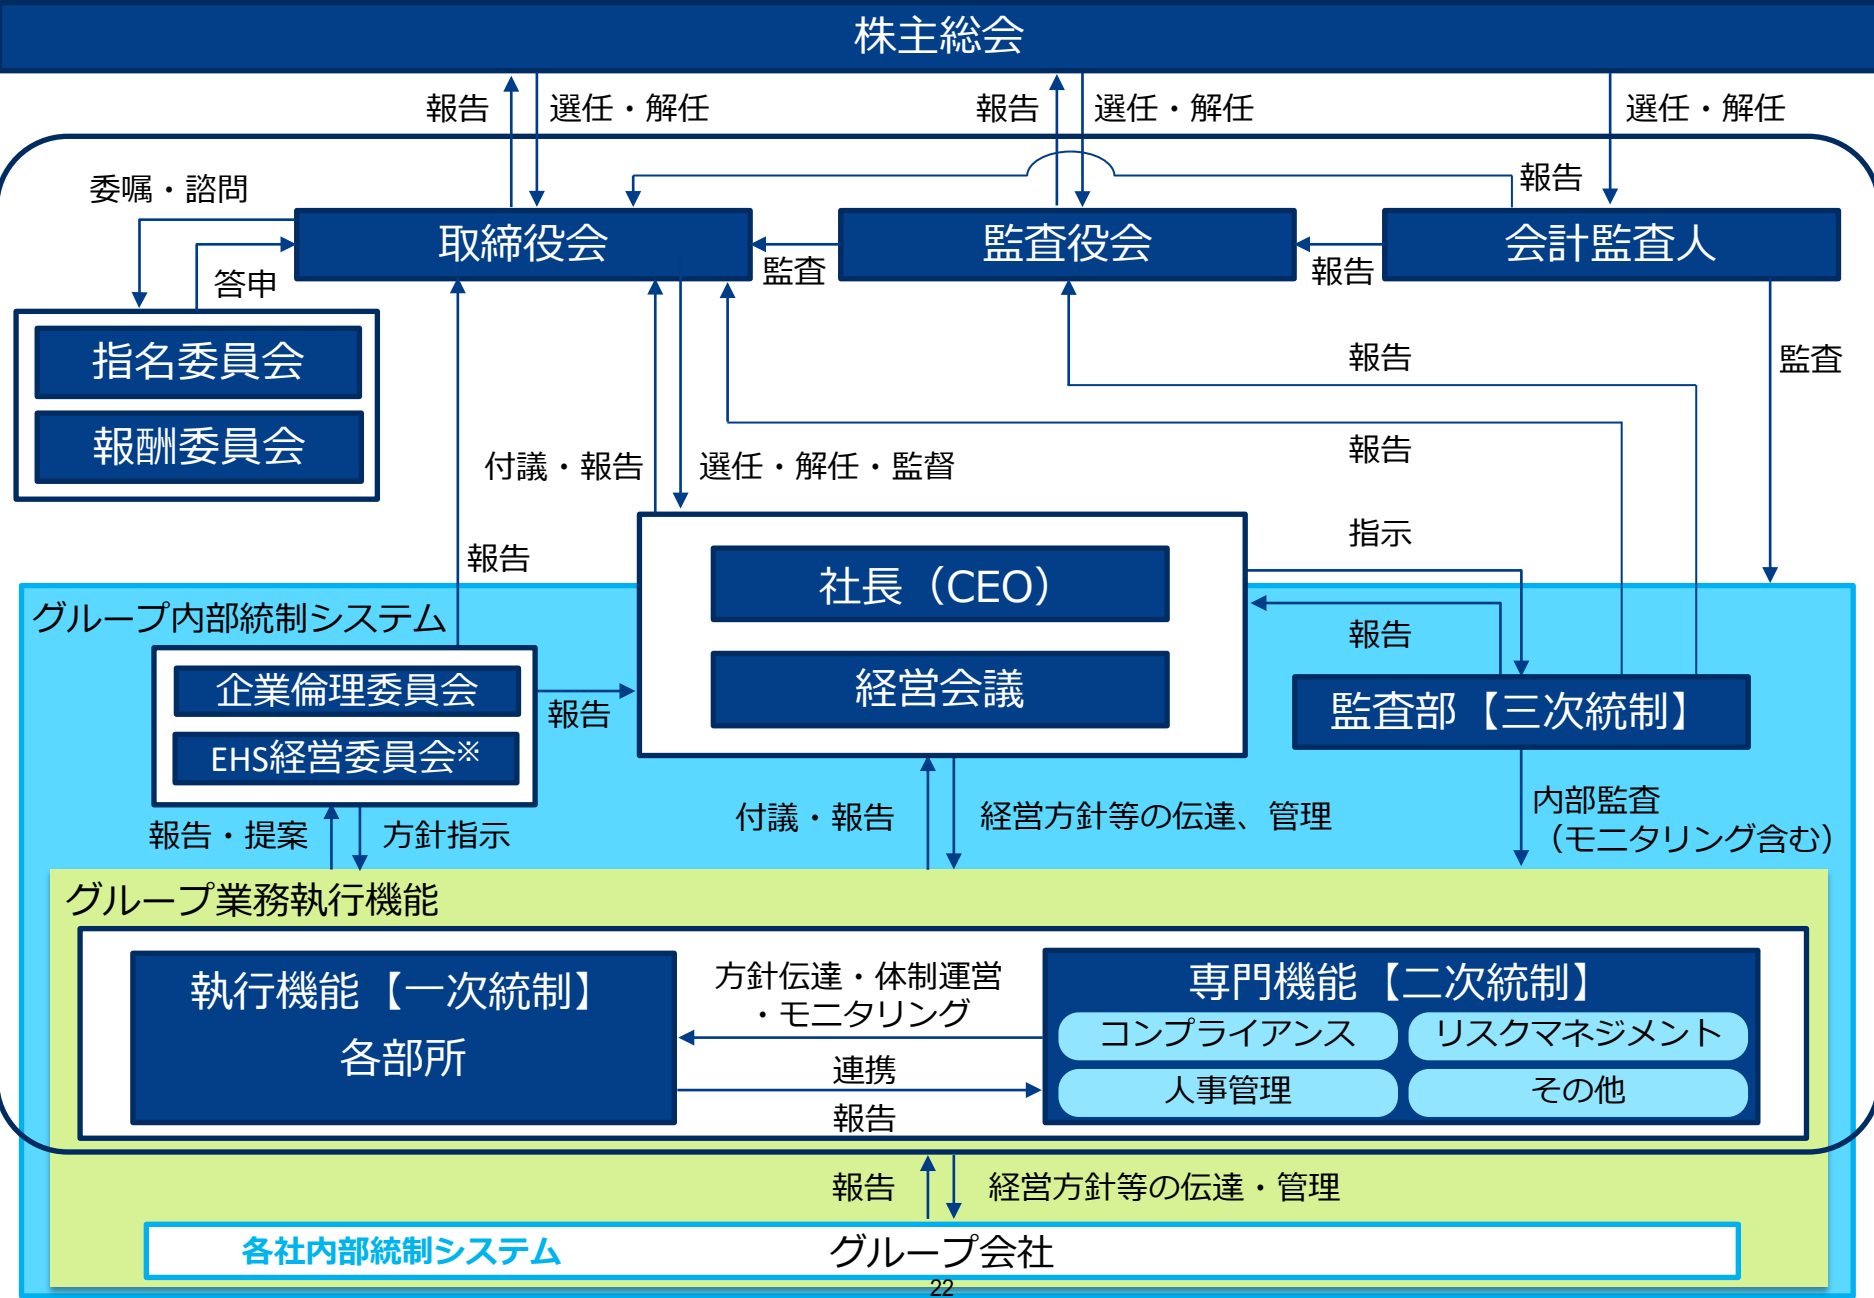 株主総会
報告
選任・解任
報告
選任・解任
選任・解任
委嘱・諮問
報告
取締役会
監査役会
会計監査人
答申
監査
報告
指名委員会
報酬委員会
報告
監査
報告
付議・報告
選任・解任・監督
指示
報告
社長（CEO）
グループ内部統制システム
報告
経営会議
企業倫理委員会
報告
監査部【三次統制】
EHS経営委員会※
報告・提案
方針指示
付議・報告
経営方針等の伝達、管理
内部監査
（モニタリング含む）
グループ業務執行機能
執行機能【一次統制】
各部所
方針伝達・体制運営
・モニタリング
専門機能【二次統制】
コンプライアンス
リスクマネジメント
連携
人事管理
その他
報告
報告
経営方針等の伝達・管理
各社内部統制システム
グループ会社
22